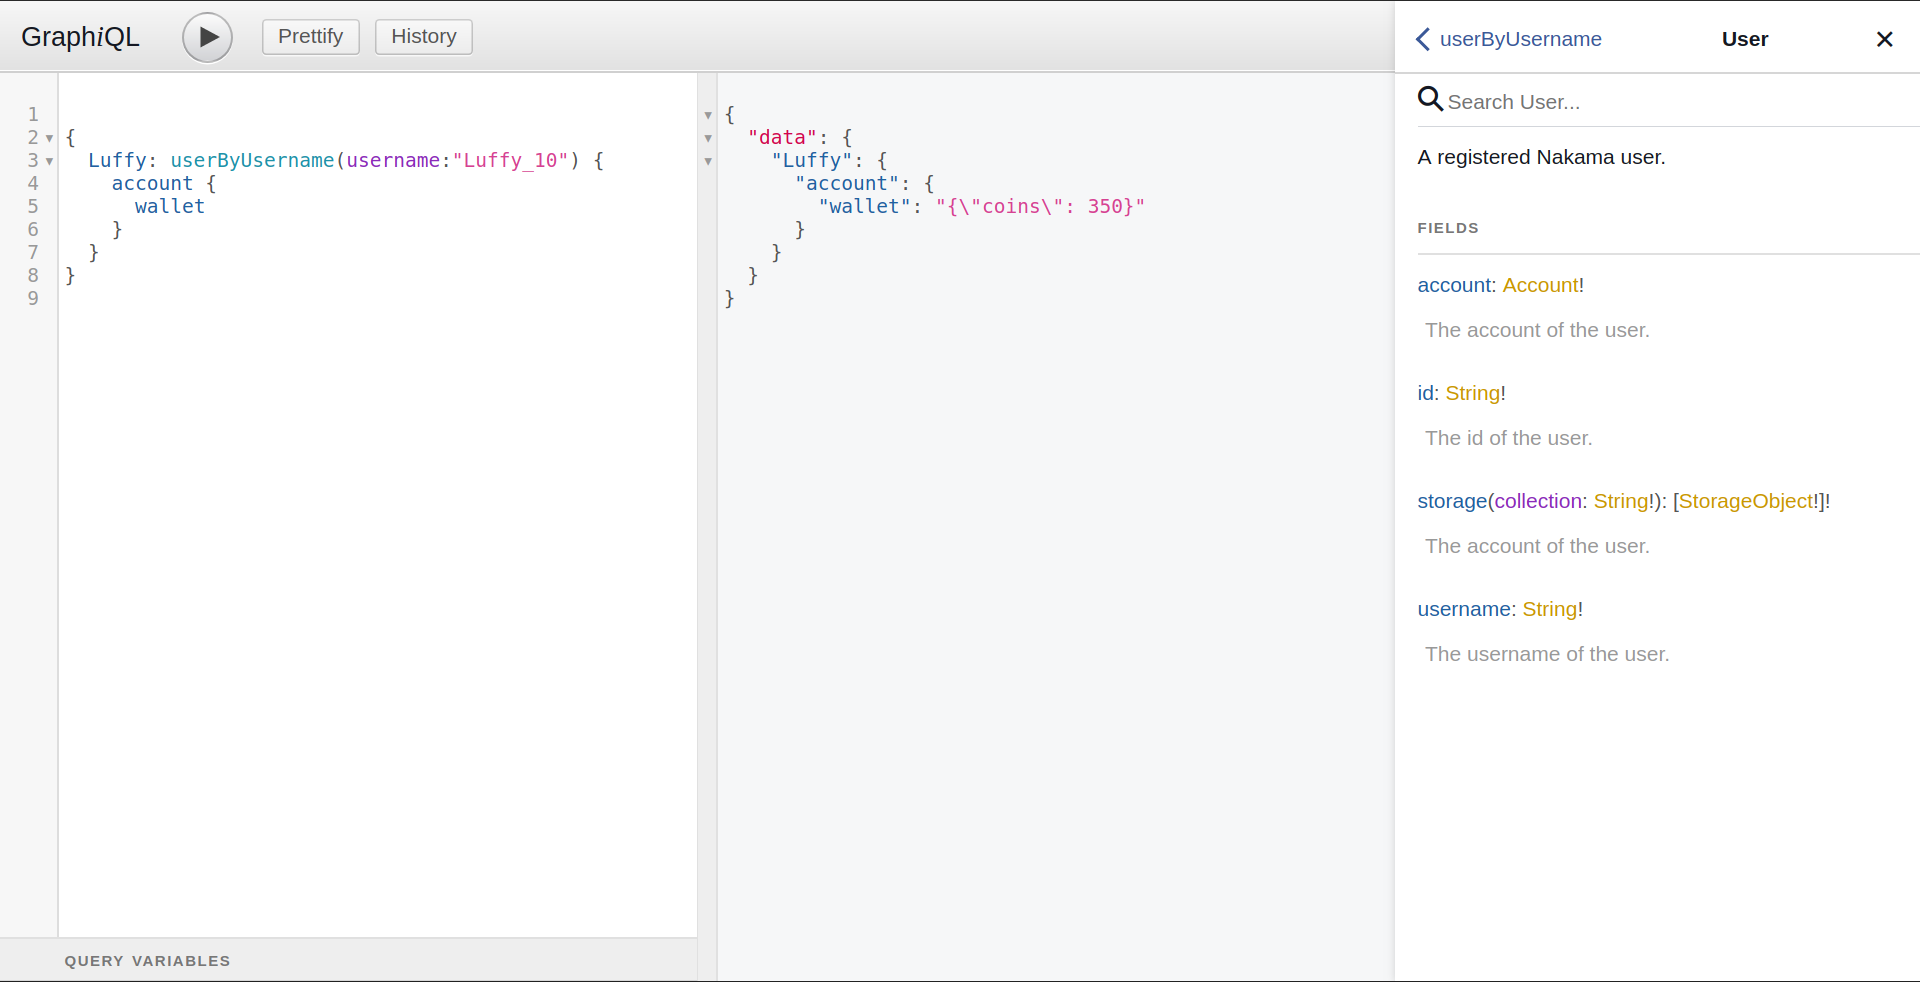 GraphiQL
Prettify
History
1
2 {
3   Luffy: userByUsername(username:"Luffy_10") {
4     account {
5       wallet
6     }
7   }
8 }
9
QUERY VARIABLES
{
  "data": {
    "Luffy": {
      "account": {
        "wallet": "{\"coins\": 350}"
      }
    }
  }
}
userByUsername
User
✕
Search User...
A registered Nakama user.
FIELDS
account: Account!
The account of the user.
id: String!
The id of the user.
storage(collection: String!): [StorageObject!]!
The account of the user.
username: String!
The username of the user.